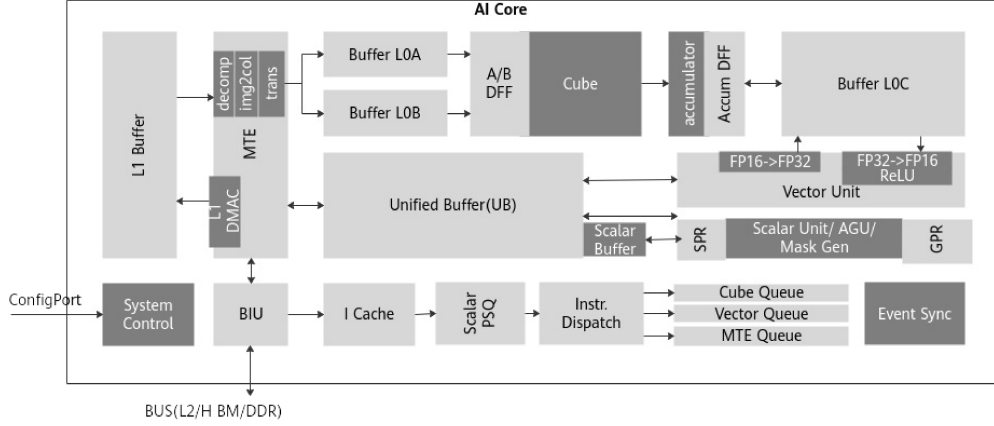 AI Core
L1 Buffer
decomp
img2col
trans
MTE
L1
DMAC
Buffer L0A
Buffer L0B
A/B
DFF
Cube
accumulator
Accum DFF
Buffer L0C
FP16->FP32
FP32->FP16
ReLU
Vector Unit
Unified Buffer(UB)
Scalar
Buffer
SPR
Scalar Unit/ AGU/
Mask Gen
GPR
ConfigPort
System
Control
BIU
I Cache
Scalar
PSQ
Instr.
Dispatch
Cube Queue
Vector Queue
MTE Queue
Event Sync
BUS(L2/H BM/DDR)